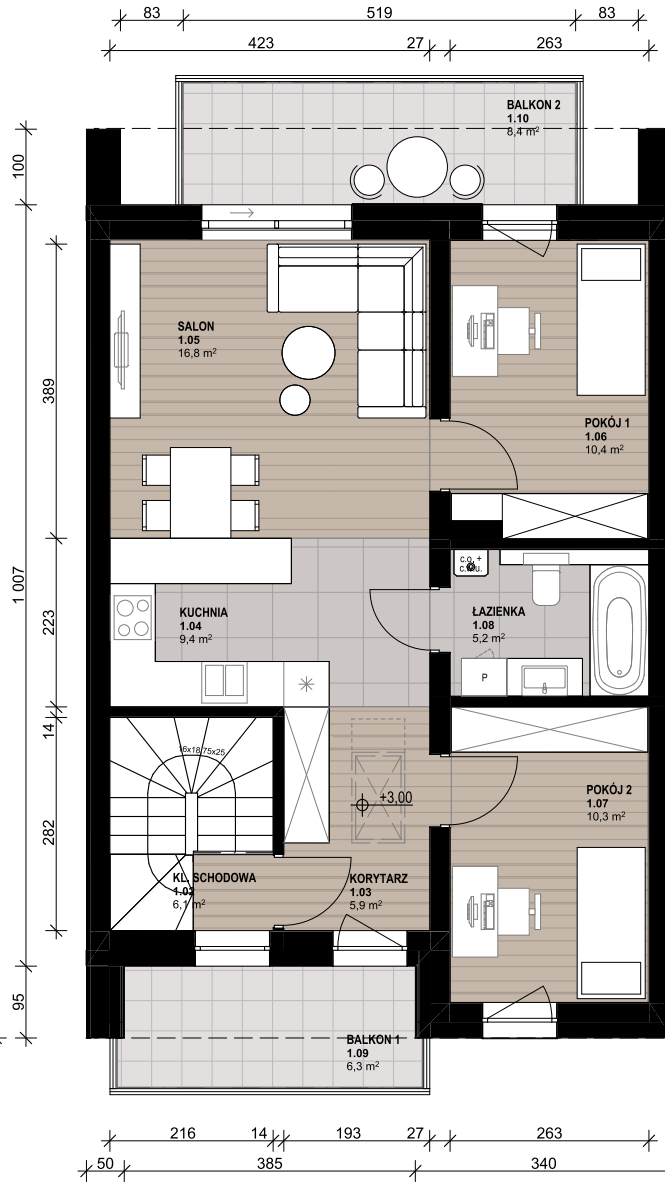 83
519
83
423
27
263
BALKON 2
1.10
8,4 m²
100
SALON
1.05
16,8 m²
389
POKÓJ 1
1.06
10,4 m²
1 007
c.o. +
c.w.u.
KUCHNIA
1.04
9,4 m²
ŁAZIENKA
1.08
5,2 m²
223
P
14
16x18,75x25
POKÓJ 2
1.07
10,3 m²
+3,00
282
KL. SCHODOWA
1.02
6,1 m²
KORYTARZ
1.03
5,9 m²
95
BALKON 1
1.09
6,3 m²
216
14
193
27
263
50
385
340